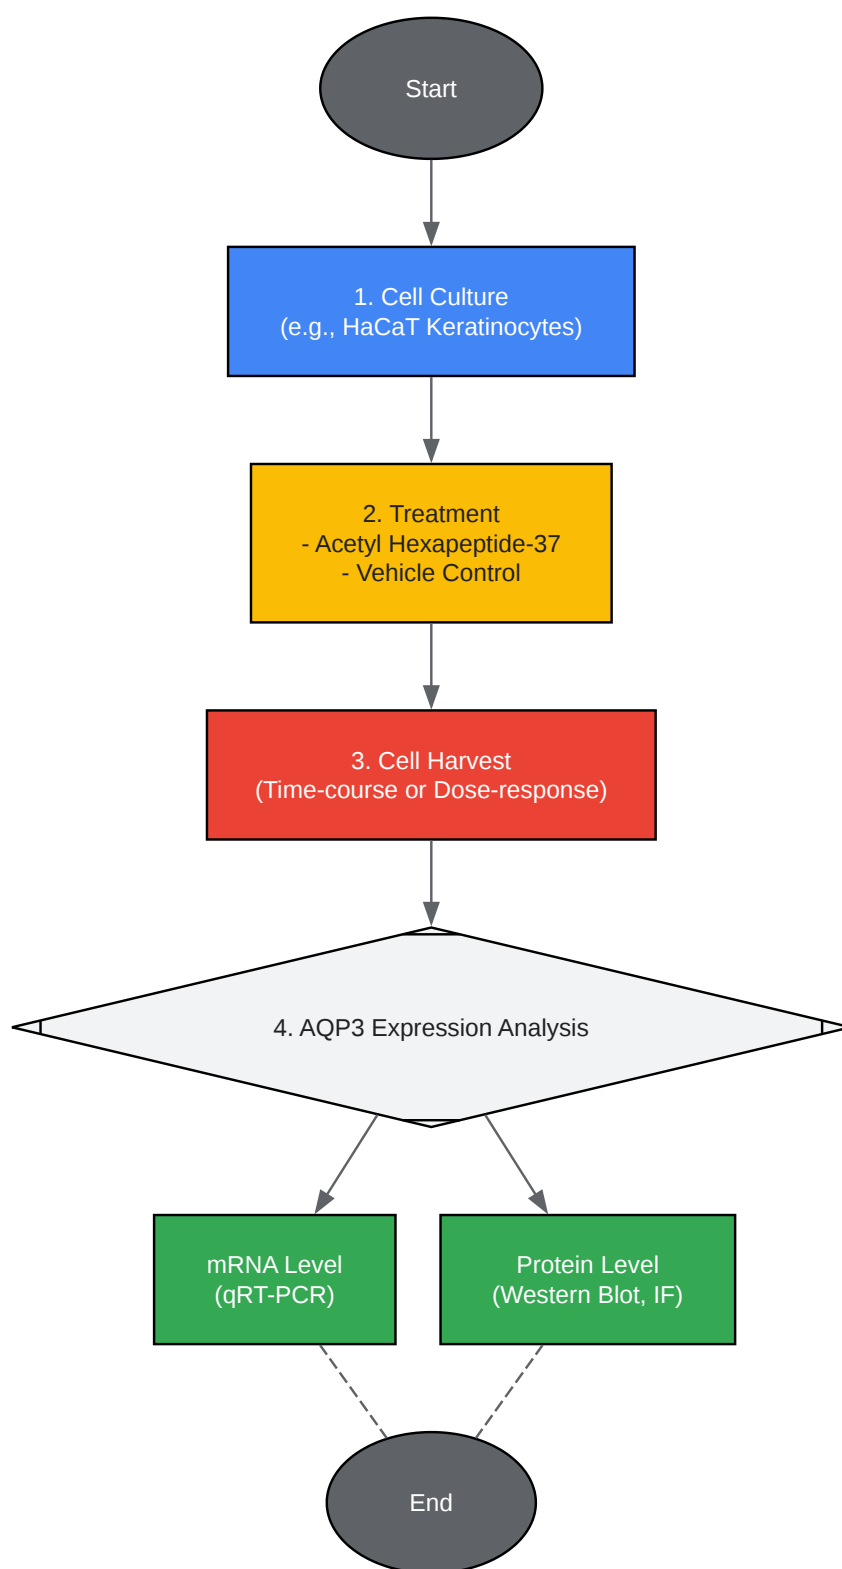 Start
1. Cell Culture
(e.g., HaCaT Keratinocytes)
2. Treatment
- Acetyl Hexapeptide-37
- Vehicle Control
3. Cell Harvest
(Time-course or Dose-response)
4. AQP3 Expression Analysis
mRNA Level
(qRT-PCR)
Protein Level
(Western Blot, IF)
End